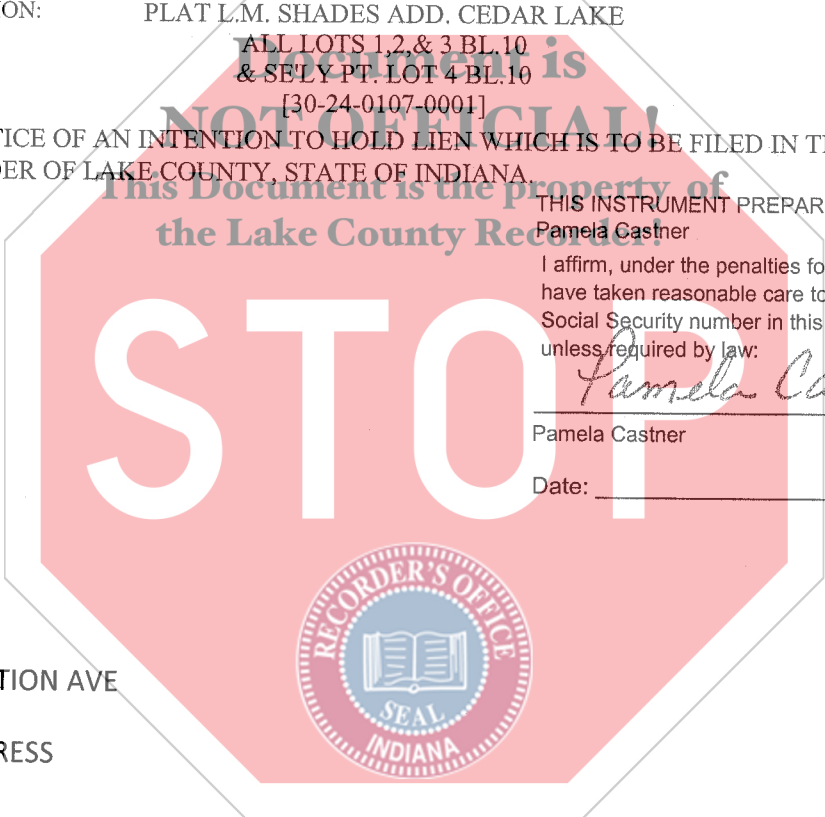 ON: PLAT L.M. SHADES ADD. CEDAR LAKE
ALL LOTS 1,2,& 3 BL.10
& SE'LY PT. LOT 4 BL.10
[30-24-0107-0001]
TICE OF AN INTENTION TO HOLD LIEN WHICH IS TO BE FILED IN T
DER OF LAKE COUNTY, STATE OF INDIANA.
Document is
NOT OFFICIAL!
This Document is the property of
the Lake County Recorder!
THIS INSTRUMENT PREPAR
Pamela Castner
I affirm, under the penalties fo
have taken reasonable care to
Social Security number in this
unless required by law:
Pamela Ca
Pamela Castner
Date:
STOP
RECORDER'S OFFICE
SEAL
INDIANA
TION AVE
RESS